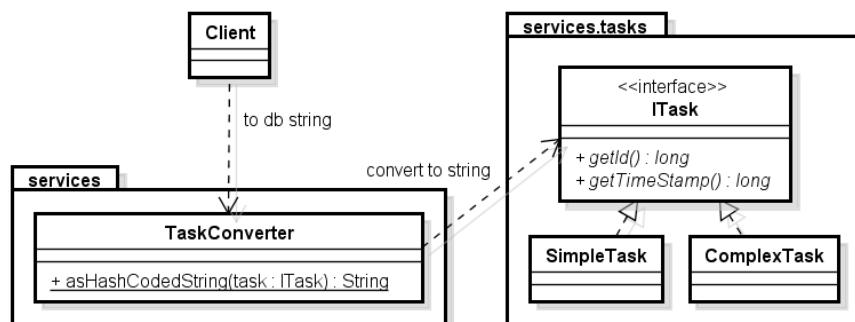 Client
services.tasks
<<interface>>
ITask
to db string
+ getId() : long
convert to string
+ getTimeStamp() : long
services
TaskConverter
SimpleTask
ComplexTask
+ asHashCodedString(task : ITask) : String